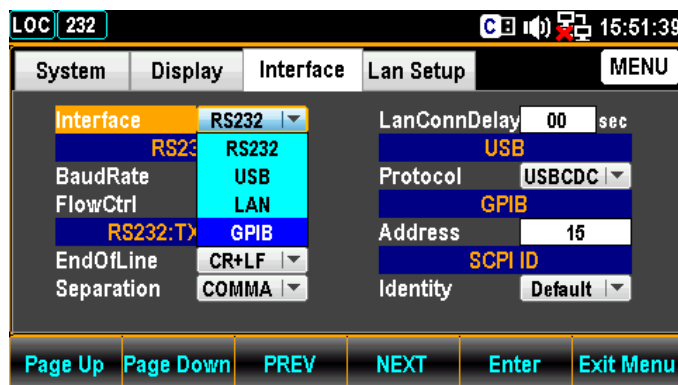 LOC 232 C 15:51:39
System Display Interface Lan Setup MENU
Interface RS232 LanConnDelay 00 sec
RS23 RS232 USB
BaudRate USB Protocol USBCDC
FlowCtrl LAN GPIB
RS232:TX GPIB Address 15
EndOfLine CR+LF SCPI ID
Separation COMMA Identity Default
Page Up Page Down PREV NEXT Enter Exit Menu